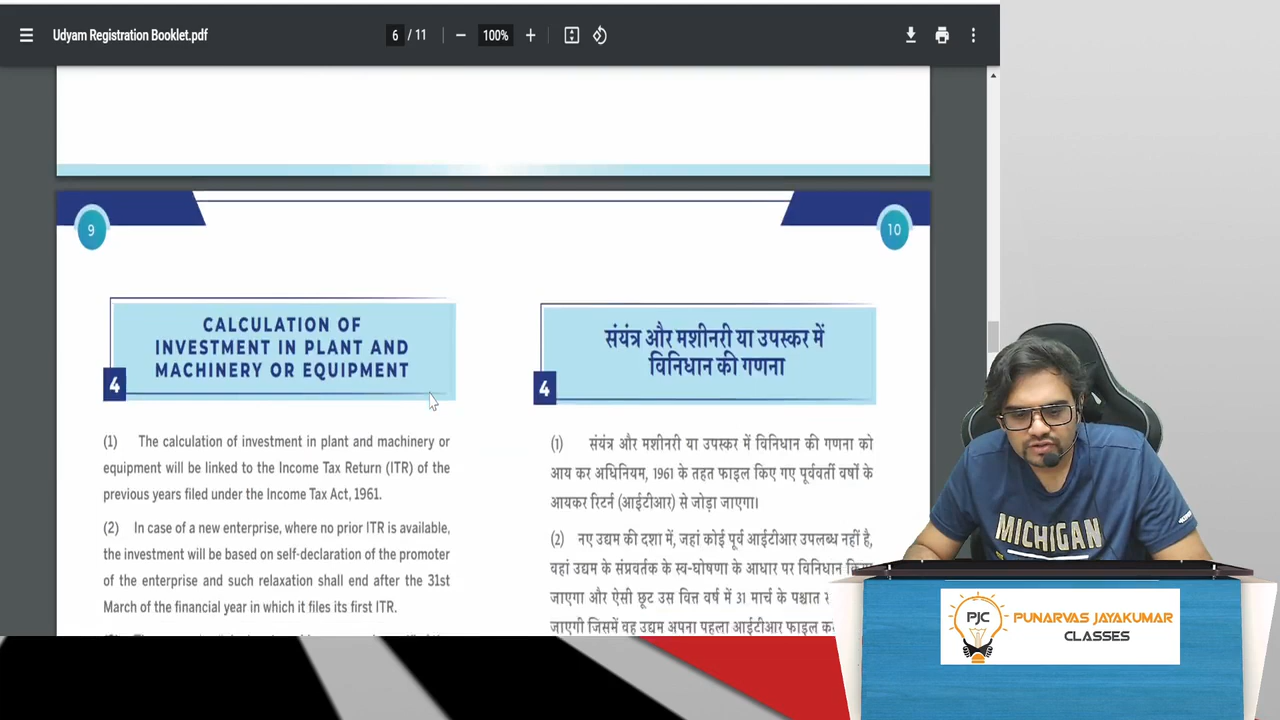 Udyam Registration Booklet.pdf
6 / 11
100%
9
10
CALCULATION OF
INVESTMENT IN PLANT AND
MACHINERY OR EQUIPMENT
4
(1) The calculation of investment in plant and machinery or
equipment will be linked to the Income Tax Return (ITR) of the
previous years filed under the Income Tax Act, 1961.
(2) In case of a new enterprise, where no prior ITR is available,
the investment will be based on self-declaration of the promoter
of the enterprise and such relaxation shall end after the 31st
March of the financial year in which it files its first ITR.
संयंत्र और मशीनरी या उपस्कर में
विनिधान की गणना
4
(1) संयंत्र और मशीनरी या उपस्कर में विनिधान की गणना को
आय कर अधिनियम, 1961 के तहत फाइल किए गए पूर्ववर्ती वर्षों के
आयकर रिटर्न (आईटीआर) से जोड़ा जाएगा।
(2) नए उद्यम की दशा में, जहां कोई पूर्व आईटीआर उपलब्ध नहीं है,
वहां उद्यम के संप्रवर्तक के स्व-घोषणा के आधार पर विनिधान
जाएगा और ऐसी छूट उस वित्त वर्ष में 31 मार्च के पश्चात
जाएगी जिसमें वह उद्यम अपना पहला आईटीआर फाइल
MICHIGAN
PJC
PUNARVAS JAYAKUMAR
CLASSES